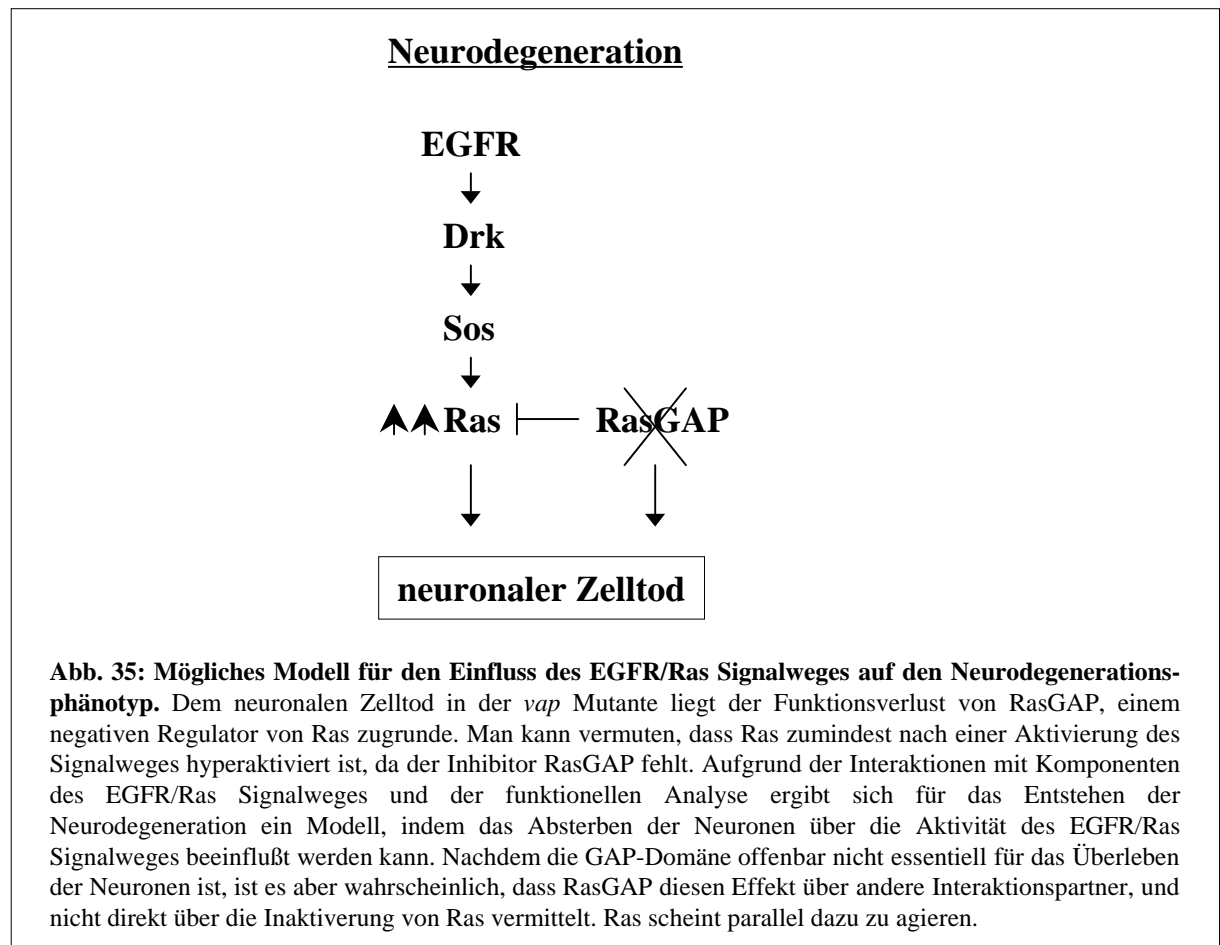 Neurodegeneration
EGFR
Drk
Sos
Ras RasGAP
neuronaler Zelltod
Abb. 35: Mögliches Modell für den Einfluss des EGFR/Ras Signalweges auf den Neurodegenerations-
phänotyp. Dem neuronalen Zelltod in der vap Mutante liegt der Funktionsverlust von RasGAP, einem
negativen Regulator von Ras zugrunde. Man kann vermuten, dass Ras zumindest nach einer Aktivierung des
Signalweges hyperaktiviert ist, da der Inhibitor RasGAP fehlt. Aufgrund der Interaktionen mit Komponenten
des EGFR/Ras Signalweges und der funktionellen Analyse ergibt sich für das Entstehen der
Neurodegeneration ein Modell, indem das Absterben der Neuronen über die Aktivität des EGFR/Ras
Signalweges beeinflußt werden kann. Nachdem die GAP-Domäne offenbar nicht essentiell für das Überleben
der Neuronen ist, ist es aber wahrscheinlich, dass RasGAP diesen Effekt über andere Interaktionspartner, und
nicht direkt über die Inaktiverung von Ras vermittelt. Ras scheint parallel dazu zu agieren.